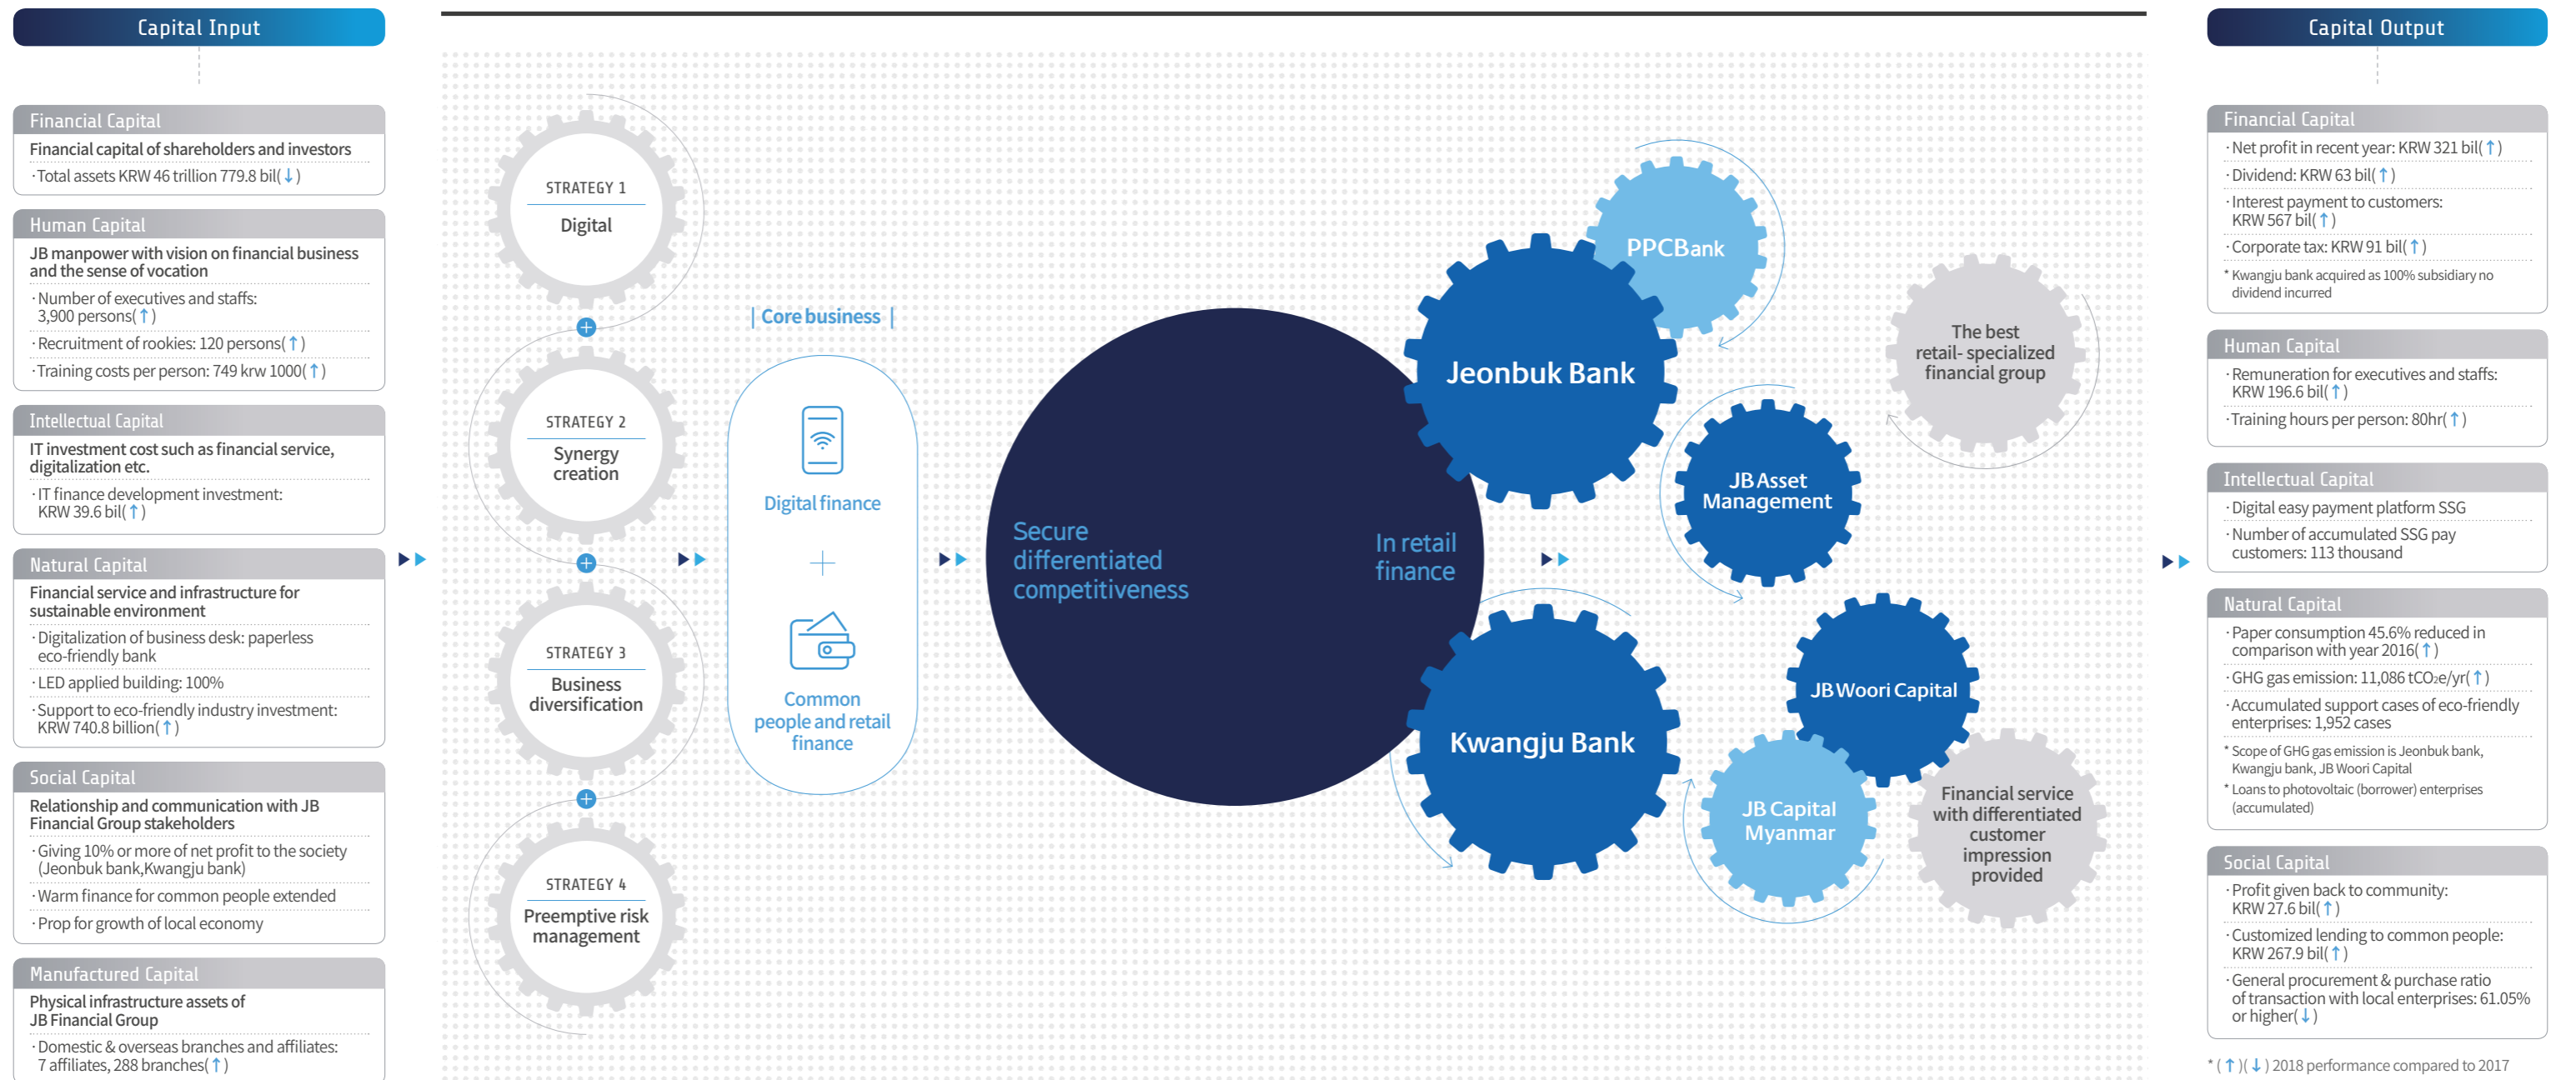 Capital Input
Financial Capital
Financial capital of shareholders and investors
·Total assets KRW 46 trillion 779.8 bil(↓)
Human Capital
JB manpower with vision on financial business
and the sense of vocation
·Number of executives and staffs:
3,900 persons(↑)
·Recruitment of rookies: 120 persons(↑)
·Training costs per person: 749 krw 1000(↑)
Intellectual Capital
IT investment cost such as financial service,
digitalization etc.
·IT finance development investment:
KRW 39.6 bil(↑)
Natural Capital
Financial service and infrastructure for
sustainable environment
·Digitalization of business desk: paperless
eco-friendly bank
·LED applied building: 100%
·Support to eco-friendly industry investment:
KRW 740.8 billion(↑)
Social Capital
Relationship and communication with JB
Financial Group stakeholders
·Giving 10% or more of net profit to the society
(Jeonbuk bank,Kwangju bank)
·Warm finance for common people extended
·Prop for growth of local economy
Manufactured Capital
Physical infrastructure assets of
JB Financial Group
·Domestic & overseas branches and affiliates:
7 affiliates, 288 branches(↑)
STRATEGY 1
Digital
STRATEGY 2
Synergy
creation
STRATEGY 3
Business
diversification
STRATEGY 4
Preemptive risk
management
| Core business |
Digital finance
Common
people and retail
finance
Secure
differentiated
competitiveness
In retail
finance
PPCBank
Jeonbuk Bank
JB Asset
Management
Kwangju Bank
JB Woori Capital
JB Capital
Myanmar
The best
retail- specialized
financial group
Financial service
with differentiated
customer
impression
provided
Capital Output
Financial Capital
·Net profit in recent year: KRW 321 bil(↑)
·Dividend: KRW 63 bil(↑)
·Interest payment to customers:
KRW 567 bil(↑)
·Corporate tax: KRW 91 bil(↑)
* Kwangju bank acquired as 100% subsidiary no
dividend incurred
Human Capital
·Remuneration for executives and staffs:
KRW 196.6 bil(↑)
·Training hours per person: 80hr(↑)
Intellectual Capital
·Digital easy payment platform SSG
·Number of accumulated SSG pay
customers: 113 thousand
Natural Capital
·Paper consumption 45.6% reduced in
comparison with year 2016(↑)
·GHG gas emission: 11,086 tCO₂e/yr(↑)
·Accumulated support cases of eco-friendly
enterprises: 1,952 cases
* Scope of GHG gas emission is Jeonbuk bank,
Kwangju bank, JB Woori Capital
* Loans to photovoltaic (borrower) enterprises
(accumulated)
Social Capital
·Profit given back to community:
KRW 27.6 bil(↑)
·Customized lending to common people:
KRW 267.9 bil(↑)
·General procurement & purchase ratio
of transaction with local enterprises: 61.05%
or higher(↓)
* (↑)(↓) 2018 performance compared to 2017